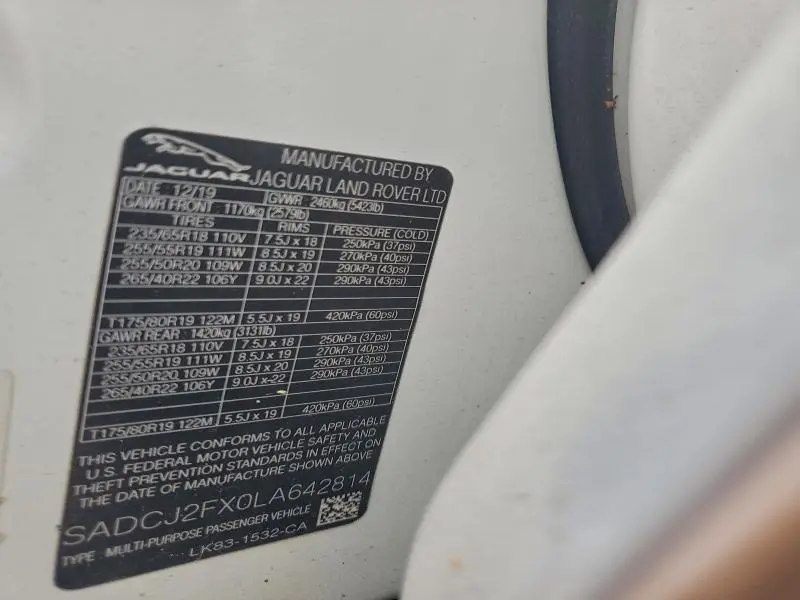 JAGUAR
MANUFACTURED BY
JAGUAR LAND ROVER LTD
DATE: 12/19 GVWR 2460kg (5423lb)
GAWR FRONT 1170kg (2579lb)
TIRES RIMS PRESSURE (COLD)
235/65R18 110V 7.5J x 18 250kPa (37psi)
255/55R19 111W 8.5J x 19 270kPa (40psi)
255/50R20 109W 8.5J x 20 290kPa (43psi)
265/40R22 106Y 9.0J x 22 290kPa (43psi)
T175/80R19 122M 5.5J x 19 420kPa (60psi)
GAWR REAR 1420kg (3131lb)
235/65R18 110V 7.5J x 18 250kPa (37psi)
255/55R19 111W 8.5J x 19 270kPa (40psi)
255/50R20 109W 8.5J x 20 290kPa (43psi)
265/40R22 106Y 9.0J x 22 290kPa (43psi)
T175/80R19 122M 5.5J x 19 420kPa (60psi)
THIS VEHICLE CONFORMS TO ALL APPLICABLE
U.S. FEDERAL MOTOR VEHICLE SAFETY AND
THEFT PREVENTION STANDARDS IN EFFECT ON
THE DATE OF MANUFACTURE SHOWN ABOVE
SADCJ2FX0LA642814
TYPE MULTI-PURPOSE PASSENGER VEHICLE
LK83-1532-CA